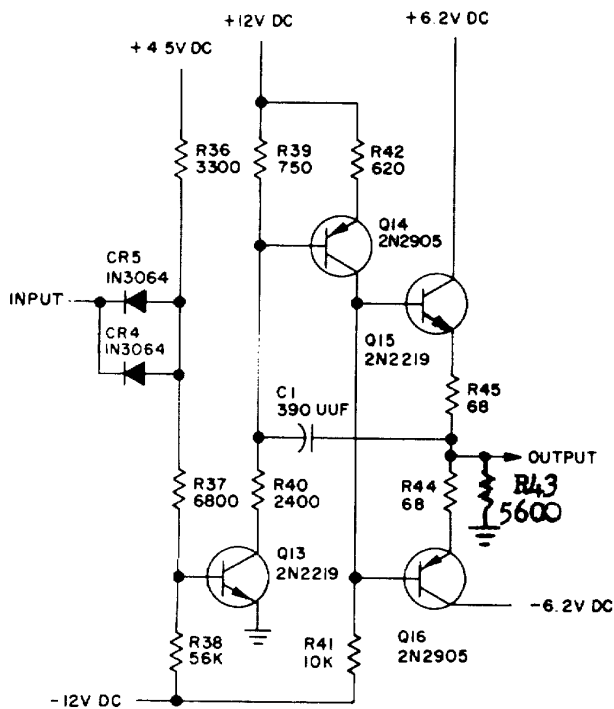 +12V DC
+6.2V DC
+4.5V DC
R36
3300
R39
750
R42
620
Q14
2N2905
CR5
1N3064
INPUT
CR4
1N3064
Q15
2N2219
C1
390 UUF
R45
68
OUTPUT
R37
6800
R40
2400
R44
68
R43
5600
Q13
2N2219
-6.2V DC
R38
56K
R41
10K
Q16
2N2905
-12V DC